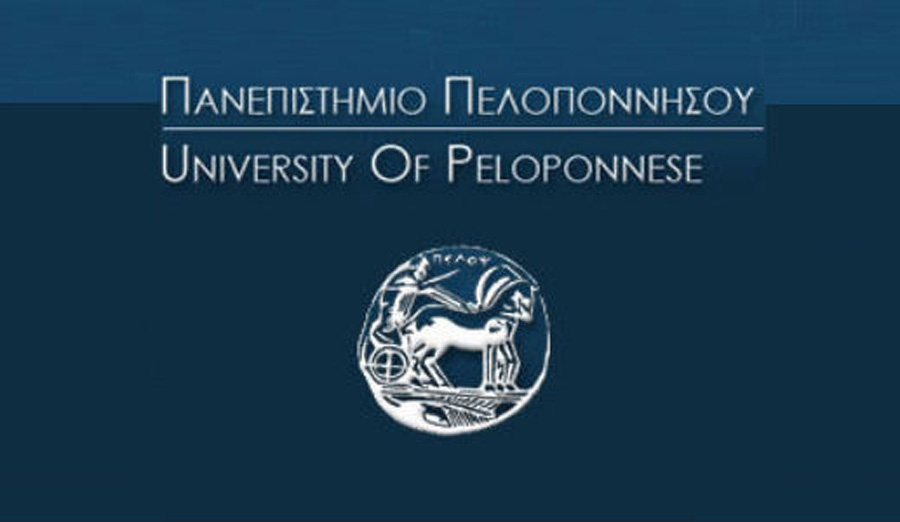 ΠΑΝΕΠΙΣΤΗΜΙΟ ΠΕΛΟΠΟΝΝΗΣΟΥ
UNIVERSITY OF PELOPONNESE
ΠΕΛΟΨ